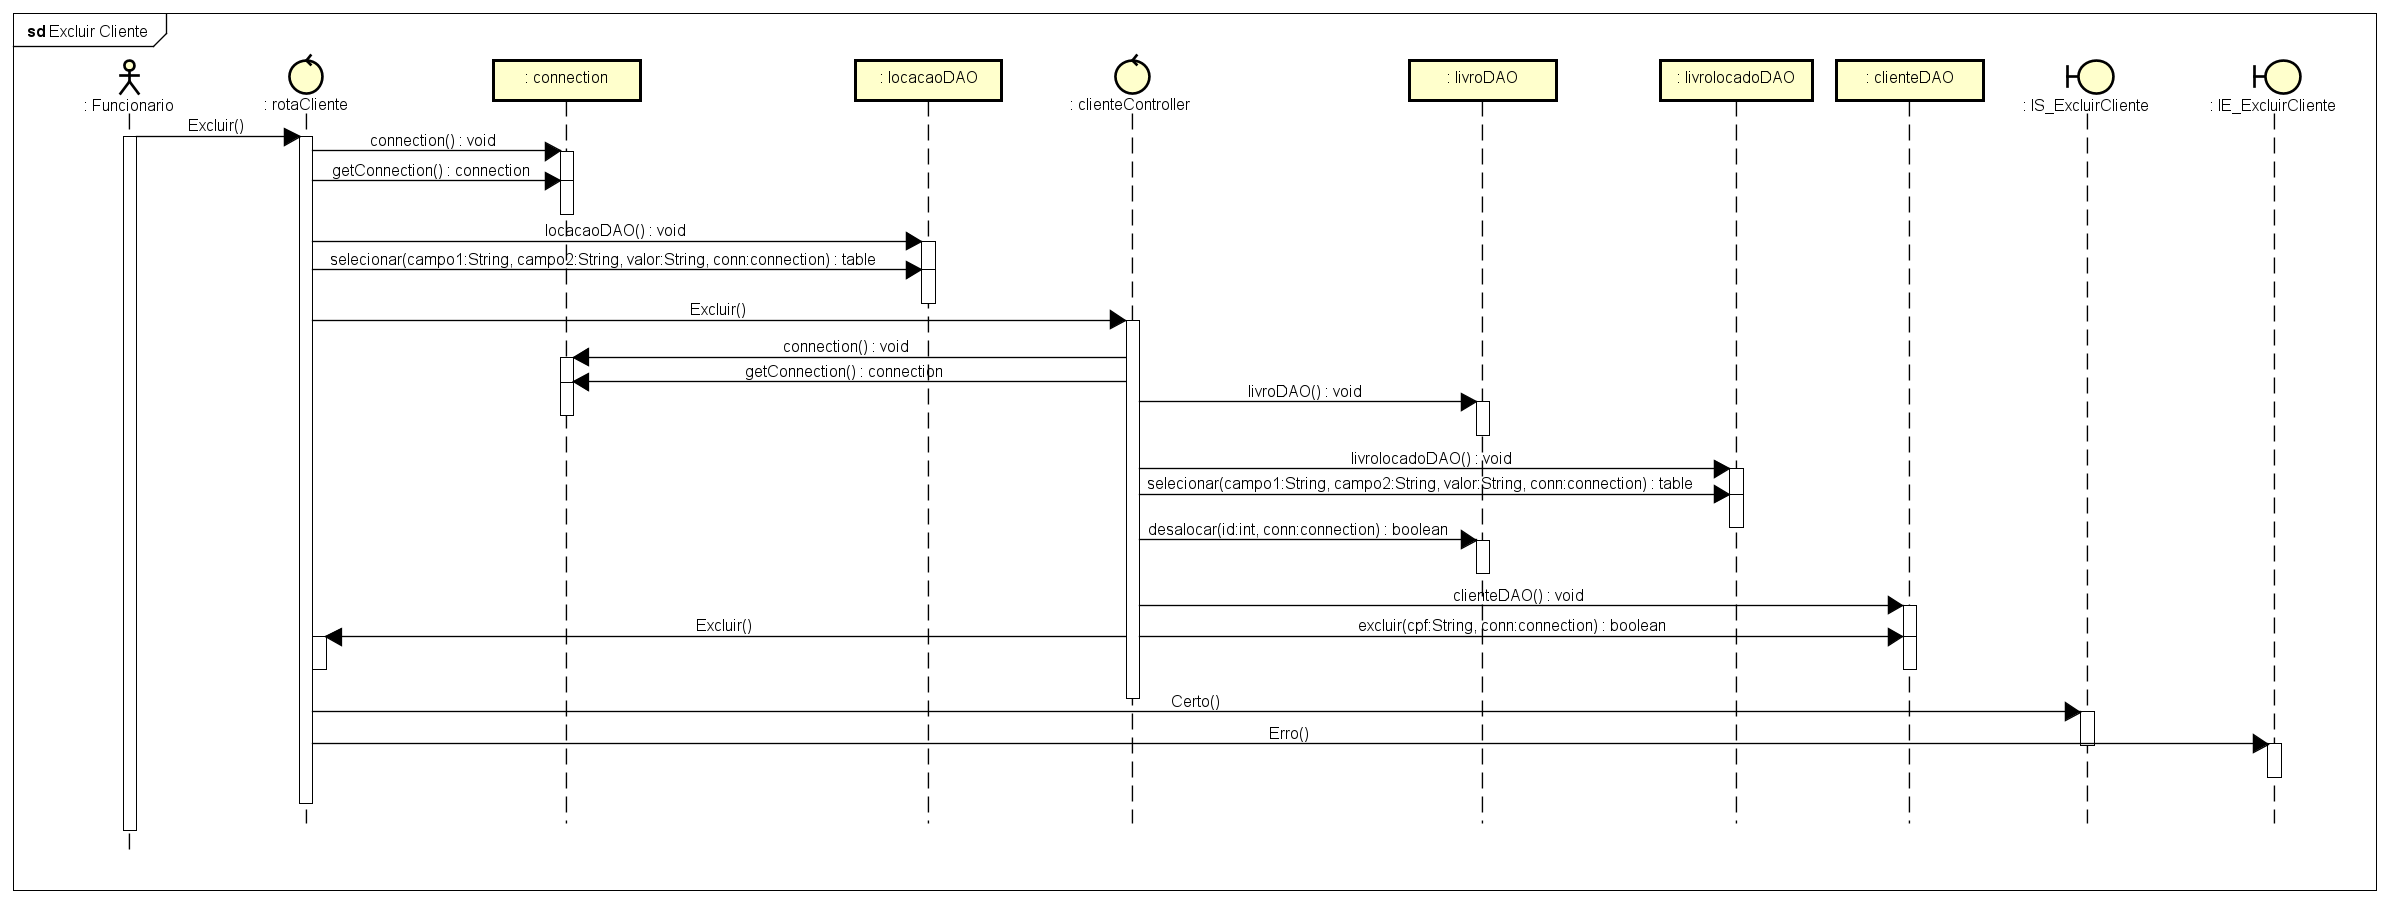 sd Excluir Cliente
: Funcionario
: rotaCliente
: connection
: locacaoDAO
: clienteController
: livroDAO
: livrolocadoDAO
: clienteDAO
: IS_ExcluirCliente
: IE_ExcluirCliente
Excluir()
connection() : void
getConnection() : connection
locacaoDAO() : void
selecionar(campo1:String, campo2:String, valor:String, conn:connection) : table
Excluir()
connection() : void
getConnection() : connection
livroDAO() : void
livrolocadoDAO() : void
selecionar(campo1:String, campo2:String, valor:String, conn:connection) : table
desalocar(id:int, conn:connection) : boolean
clienteDAO() : void
Excluir()
excluir(cpf:String, conn:connection) : boolean
Certo()
Erro()